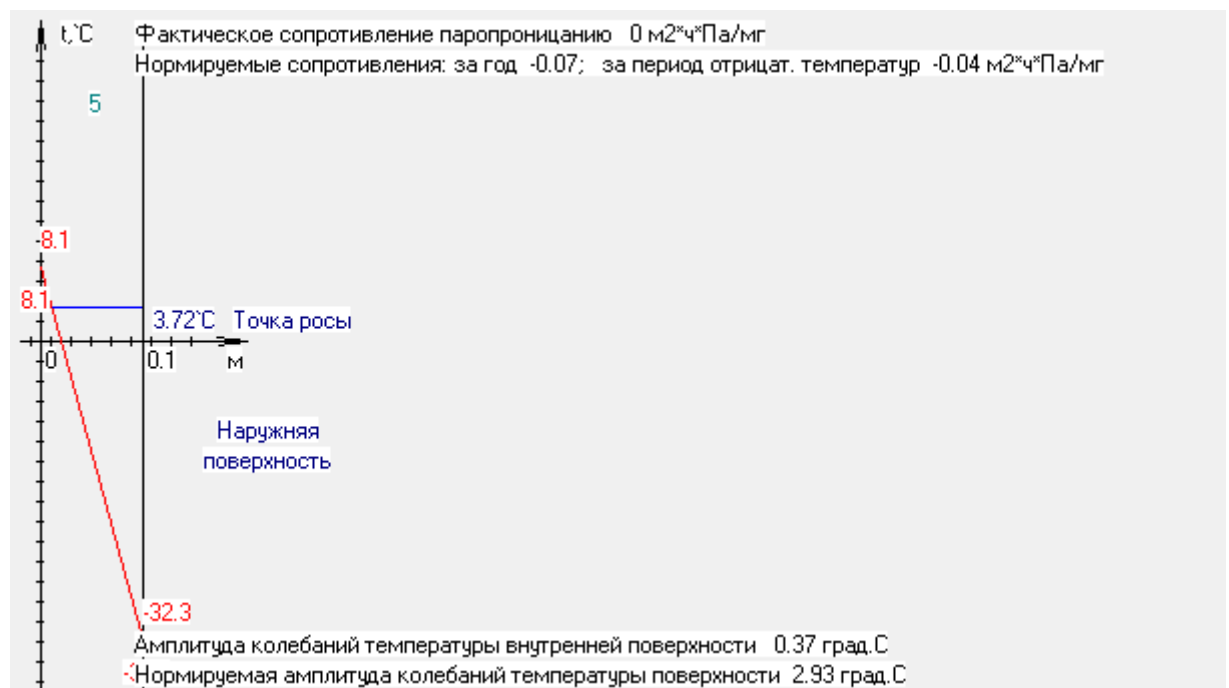 t,`C
Фактическое сопротивление паропроницанию 0 м2*ч*Па/мг
Нормируемые сопротивления: за год -0.07; за период отрицат. температур -0.04 м2*ч*Па/мг
5
-8.1
8.1
3.72`C Точка росы
0
0.1
м
Наружняя
поверхность
-32.3
Амплитуда колебаний температуры внутренней поверхности 0.37 град.С
Нормируемая амплитуда колебаний температуры поверхности 2.93 град.С